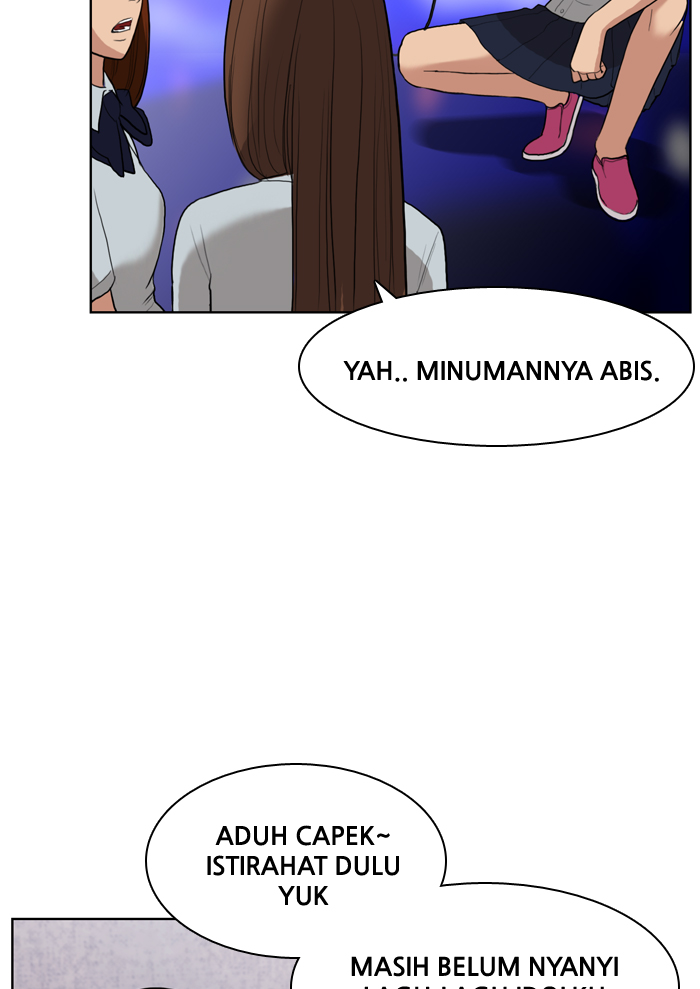 YAH.. MINUMANNYA ABIS.
ADUH CAPEK~
ISTIRAHAT DULU
YUK
MASIH BELUM NYANYI